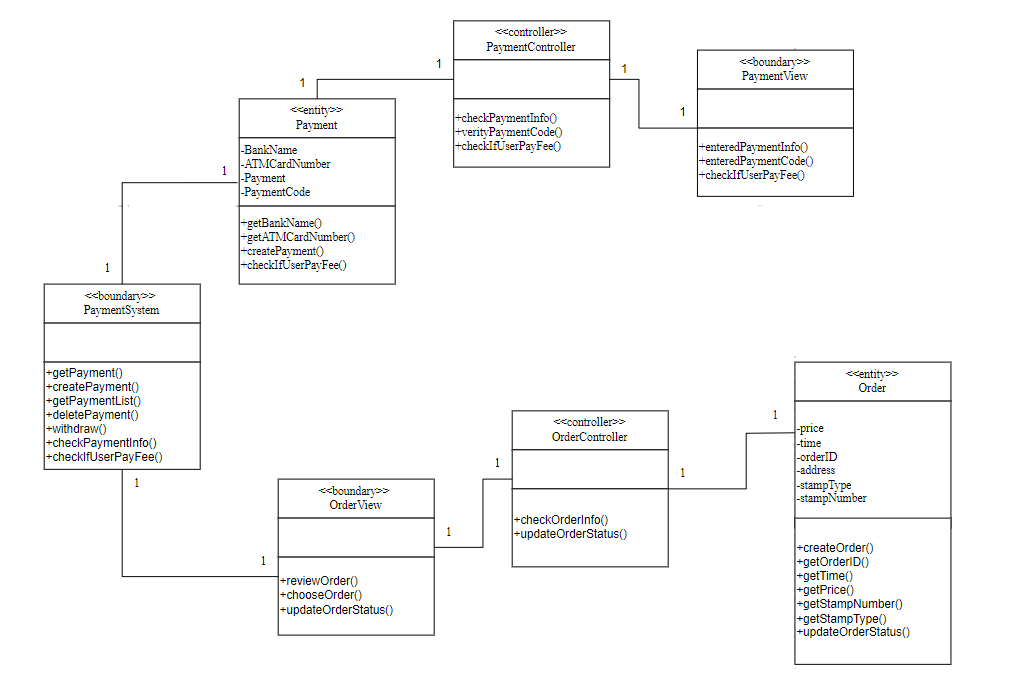 <<controller>>
PaymentController
+checkPaymentInfo()
+verityPaymentCode()
+checkIfUserPayFee()
1
1
<<boundary>>
PaymentView
+enteredPaymentInfo()
+enteredPaymentCode()
+checkIfUserPayFee()
1
1
<<entity>>
Payment
-BankName
-ATMCardNumber
-Payment
-PaymentCode
+getBankName()
+getATMCardNumber()
+createPayment()
+checkIfUserPayFee()
1
1
<<boundary>>
PaymentSystem
+getPayment()
+createPayment()
+getPaymentList()
+deletePayment()
+withdraw()
+checkPaymentInfo()
+checkIfUserPayFee()
1
1
<<boundary>>
OrderView
+reviewOrder()
+chooseOrder()
+updateOrderStatus()
1
1
<<controller>>
OrderController
+checkOrderInfo()
+updateOrderStatus()
1
1
<<entity>>
Order
-price
-time
-orderID
-address
-stampType
-stampNumber
+createOrder()
+getOrderID()
+getTime()
+getPrice()
+getStampNumber()
+getStampType()
+updateOrderStatus()